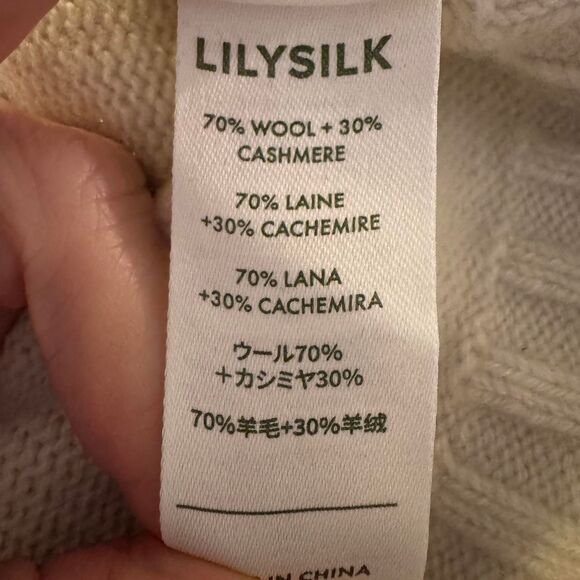 LILYSILK
70% WOOL + 30%
CASHMERE
70% LAINE
+30% CACHEMIRE
70% LANA
+30% CACHEMIRA
ウール70%
+カシミヤ30%
70%羊毛+30%羊绒
IN CHINA